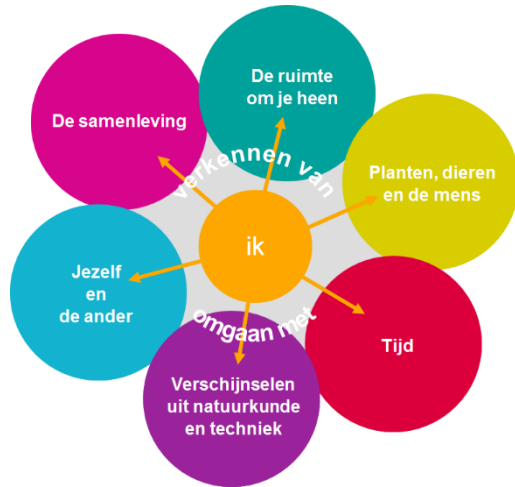 De ruimte
om je heen
De samenleving
Planten, dieren
en de mens
verkennen van
ik
omgaan met
Jezelf
en
de ander
Tijd
Verschijnselen
uit natuurkunde
en techniek